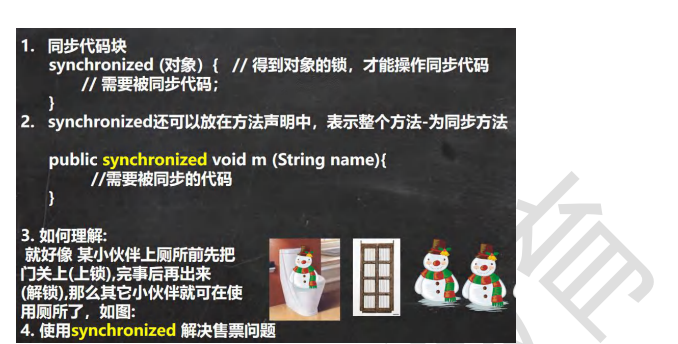 1. 同步代码块
synchronized (对象) { // 得到对象的锁，才能操作同步代码
// 需要被同步代码;
}
2. synchronized还可以放在方法声明中，表示整个方法-为同步方法
public synchronized void m (String name){
//需要被同步的代码
}
3. 如何理解:
就好像 某小伙伴上厕所前先把
门关上(上锁),完事后再出来
(解锁),那么其它小伙伴就可在使
用厕所了，如图:
4. 使用synchronized 解决售票问题